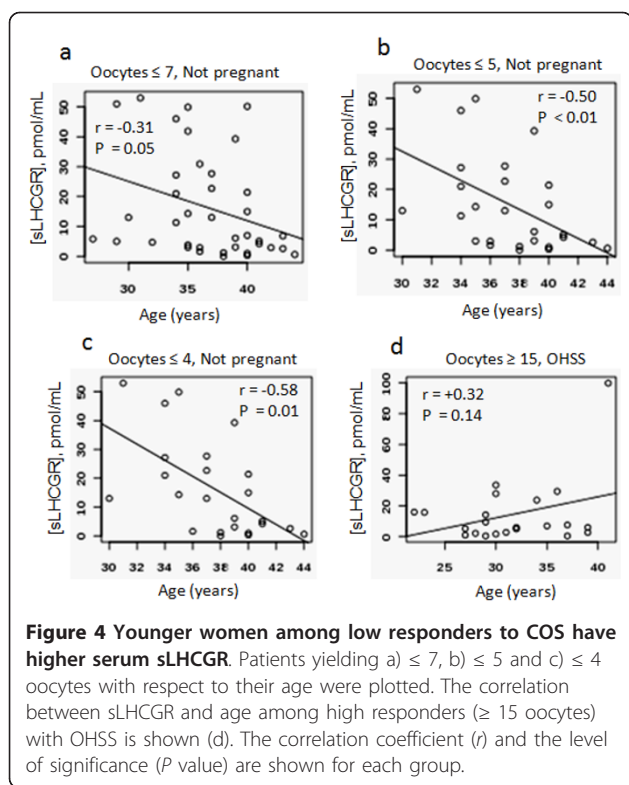 a
Oocytes ≤ 7, Not pregnant
r = -0.31
P = 0.05
[sLHCGR], pmol/mL
0 10 20 30 40 50
30 35 40
Age (years)
b
Oocytes ≤ 5, Not pregnant
r = -0.50
P < 0.01
[sLHCGR], pmol/mL
0 10 20 30 40 50
30 32 34 36 38 40 42 44
Age (years)
c
Oocytes ≤ 4, Not pregnant
r = -0.58
P = 0.01
[sLHCGR], pmol/mL
0 10 20 30 40 50
30 32 34 36 38 40 42 44
Age (years)
d
Oocytes ≥ 15, OHSS
r = +0.32
P = 0.14
[sLHCGR], pmol/mL
0 20 40 60 80 100
25 30 35 40
Age (years)
Figure 4 Younger women among low responders to COS have
higher serum sLHCGR. Patients yielding a) ≤ 7, b) ≤ 5 and c) ≤ 4
oocytes with respect to their age were plotted. The correlation
between sLHCGR and age among high responders (≥ 15 oocytes)
with OHSS is shown (d). The correlation coefficient (r) and the level
of significance (P value) are shown for each group.